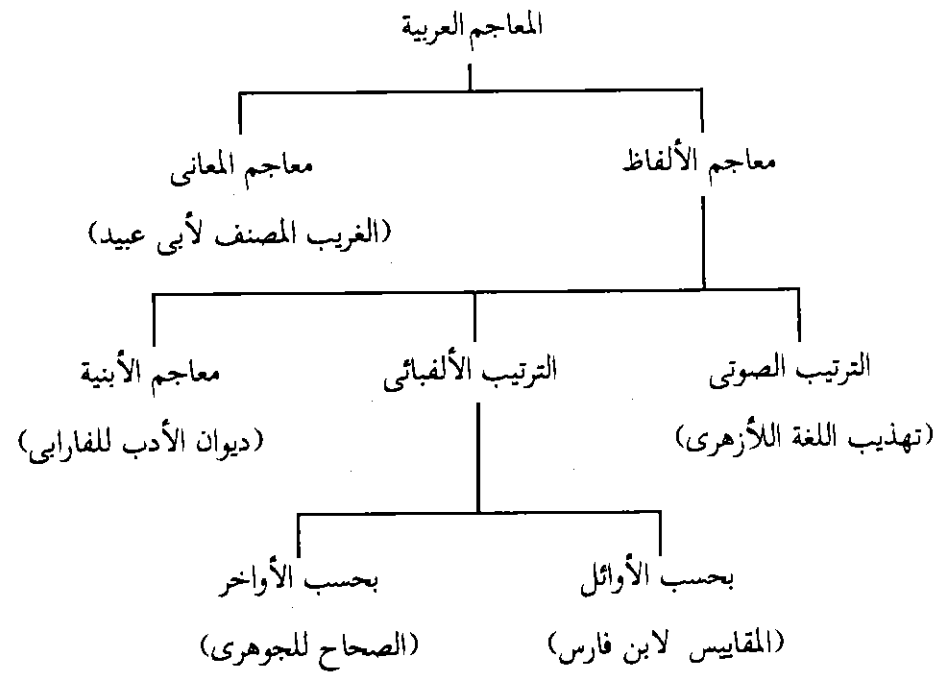 المعاجم العربية
معاجم الألفاظ
معاجم المعانى
(الغريب المصنف لأبى عبيد)
الترتيب الصوتى
الترتيب الألفبائى
معاجم الأبنية
(تهذيب اللغة اللأزهرى)
(ديوان الأدب للفارابى)
بحسب الأوائل
بحسب الأواخر
(المقاييس لابن فارس)
(الصحاح للجوهرى)